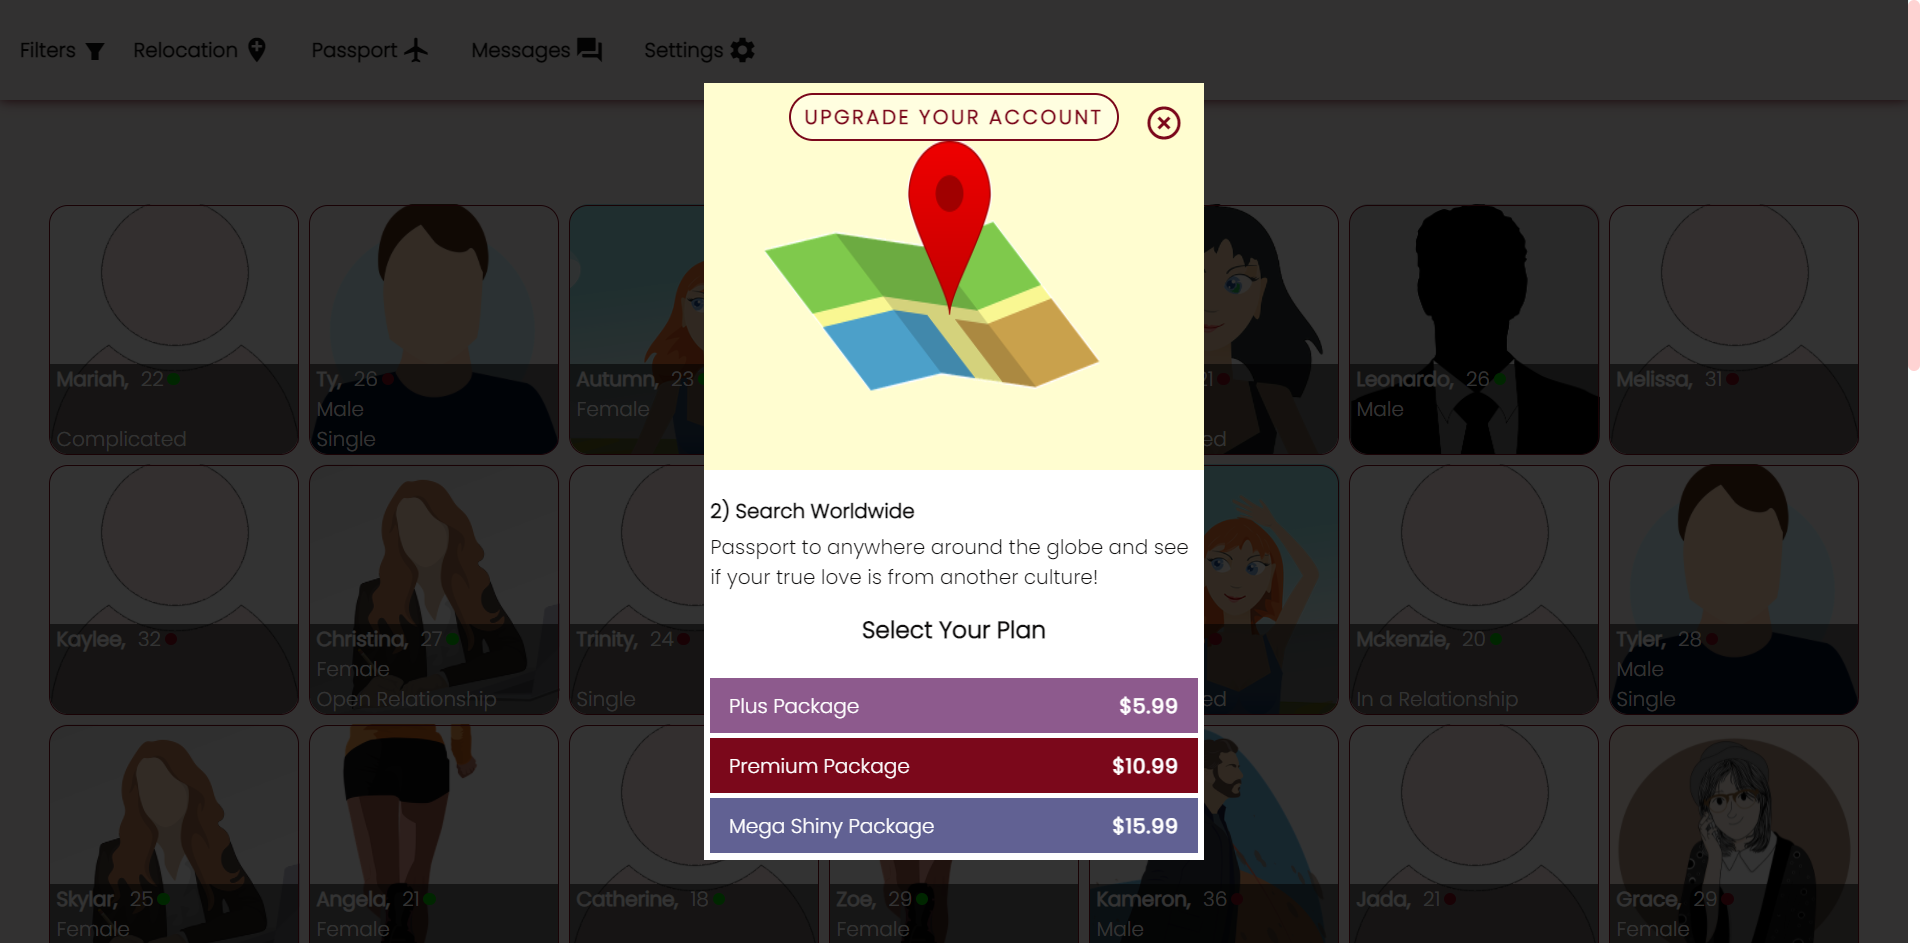 Filters
Relocation
Passport
Messages
Settings
UPGRADE YOUR ACCOUNT
2) Search Worldwide
Passport to anywhere around the globe and see
if your true love is from another culture!
Select Your Plan
Plus Package $5.99
Premium Package $10.99
Mega Shiny Package $15.99
Mariah, 22
Complicated
Ty, 26
Male
Single
Autumn, 23
Female
Leonardo, 26
Male
Melissa, 31
Kaylee, 32
Christina, 27
Female
Open Relationship
Trinity, 24
Single
Mckenzie, 20
In a Relationship
Tyler, 28
Male
Single
Skylar, 25
Female
Angela, 21
Female
Catherine, 18
Zoe, 29
Female
Kameron, 36
Male
Jada, 21
Grace, 29
Female